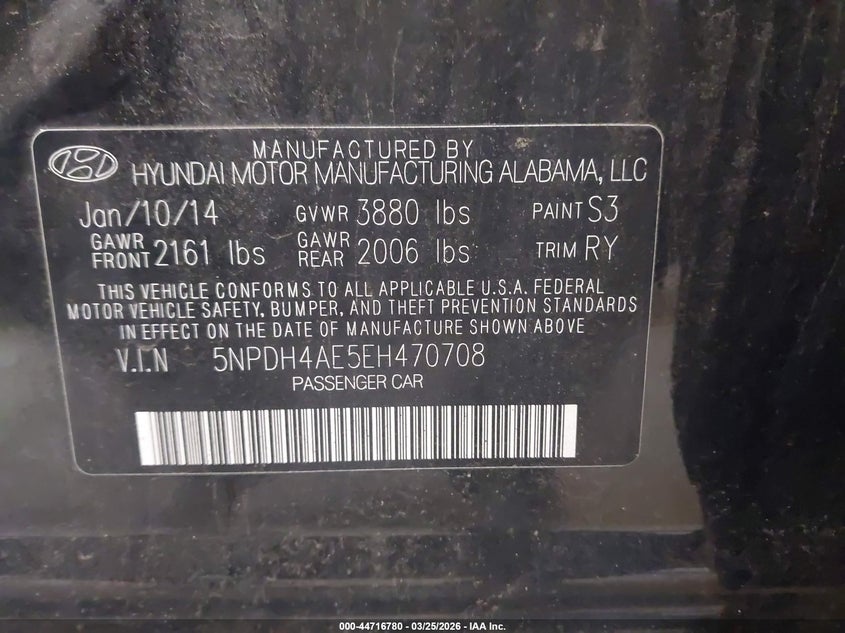 MANUFACTURED BY
HYUNDAI MOTOR MANUFACTURING ALABAMA, LLC
Jan/10/14 GVWR 3880 lbs PAINT S3
GAWR FRONT 2161 lbs GAWR REAR 2006 lbs TRIM RY
THIS VEHICLE CONFORMS TO ALL APPLICABLE U.S.A. FEDERAL
MOTOR VEHICLE SAFETY, BUMPER, AND THEFT PREVENTION STANDARDS
IN EFFECT ON THE DATE OF MANUFACTURE SHOWN ABOVE
V.I.N 5NPDH4AE5EH470708
PASSENGER CAR
000-44716780 - 03/25/2026 - IAA Inc.